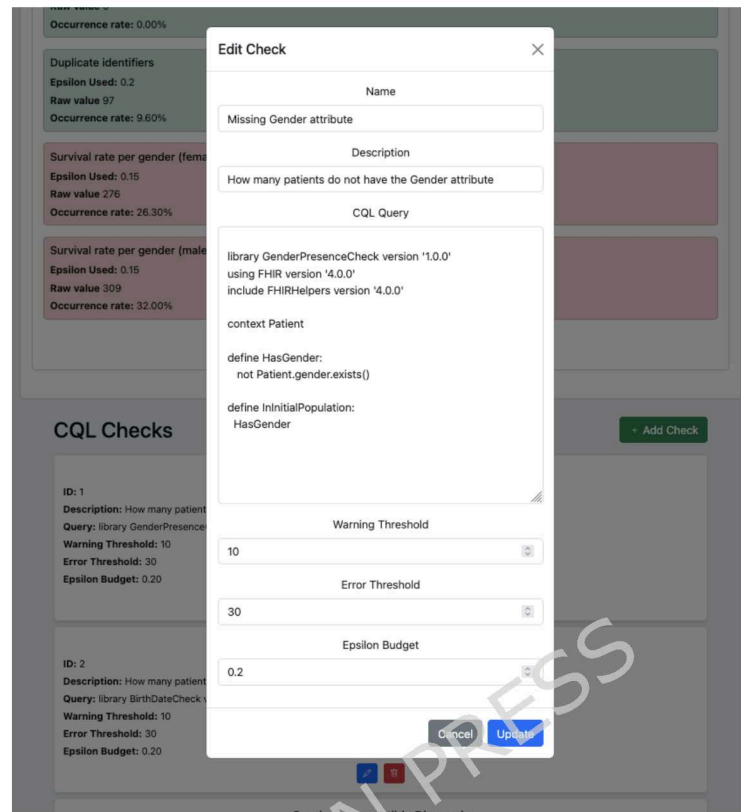 Occurrence rate: 0.00%
Duplicate identifiers
Epsilon Used: 0.2
Raw value 97
Occurrence rate: 9.60%
Survival rate per gender (fema
Epsilon Used: 0.15
Raw value 276
Occurrence rate: 26.30%
Survival rate per gender (male
Epsilon Used: 0.15
Raw value 309
Occurrence rate: 32.00%
Edit Check
Name
Missing Gender attribute
Description
How many patients do not have the Gender attribute
CQL Query
library GenderPresenceCheck version '1.0.0'
using FHIR version '4.0.0'
include FHIRHelpers version '4.0.0'
context Patient
define HasGender:
not Patient.gender.exists()
define InInitialPopulation:
HasGender
Warning Threshold
10
Error Threshold
30
Epsilon Budget
0.2
Cancel
Update
CQL Checks
+ Add Check
ID: 1
Description: How many patient
Query: library GenderPresence
Warning Threshold: 10
Error Threshold: 30
Epsilon Budget: 0.20
ID: 2
Description: How many patient
Query: library BirthDateCheck v
Warning Threshold: 10
Error Threshold: 30
Epsilon Budget: 0.20
N PRESS